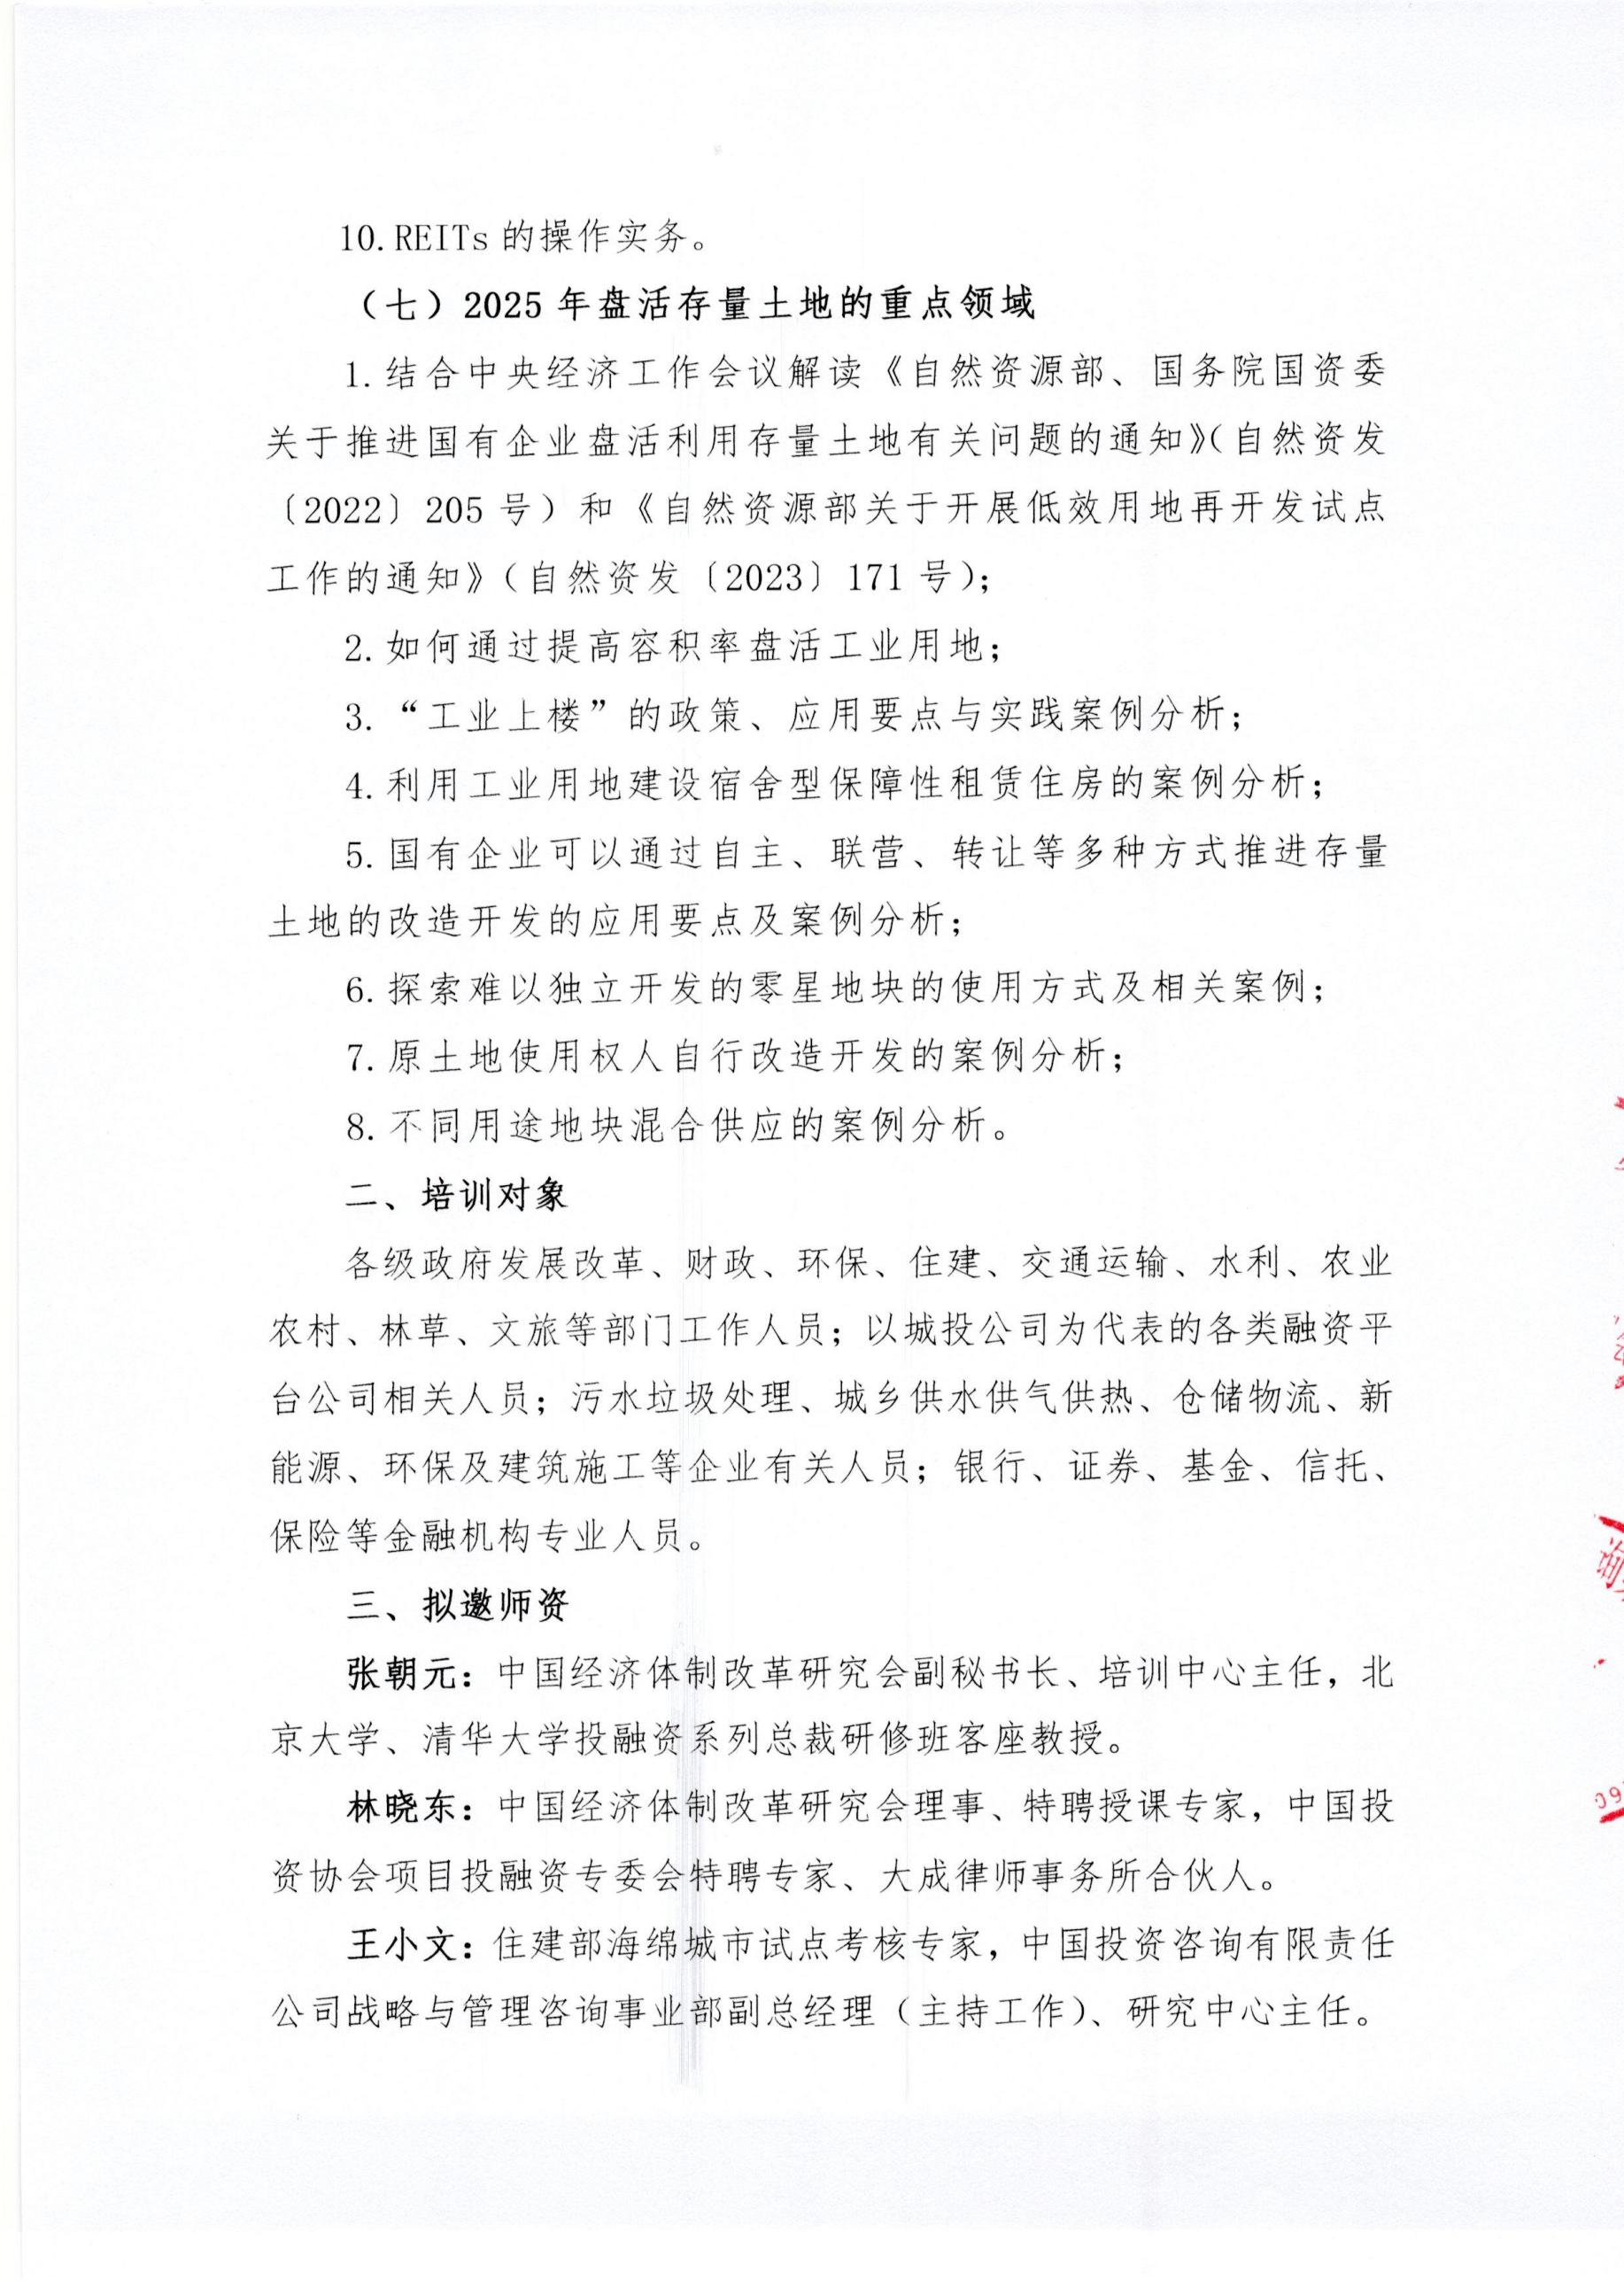 10.REITs 的操作实务。
（七）2025 年盘活存量土地的重点领域
1.结合中央经济工作会议解读《自然资源部、国务院国资委
关于推进国有企业盘活利用存量土地有关问题的通知》（自然资发
〔2022〕205 号）和《自然资源部关于开展低效用地再开发试点
工作的通知》（自然资发〔2023〕171 号）；
2.如何通过提高容积率盘活工业用地；
3.“工业上楼”的政策、应用要点与实践案例分析；
4.利用工业用地建设宿舍型保障性租赁住房的案例分析；
5.国有企业可以通过自主、联营、转让等多种方式推进存量
土地的改造开发的应用要点及案例分析；
6.探索难以独立开发的零星地块的使用方式及相关案例；
7.原土地使用权人自行改造开发的案例分析；
8.不同用途地块混合供应的案例分析。
二、培训对象
各级政府发展改革、财政、环保、住建、交通运输、水利、农业
农村、林草、文旅等部门工作人员；以城投公司为代表的各类融资平
台公司相关人员；污水垃圾处理、城乡供水供气供热、仓储物流、新
能源、环保及建筑施工等企业有关人员；银行、证券、基金、信托、
保险等金融机构专业人员。
三、拟邀师资
张朝元：中国经济体制改革研究会副秘书长、培训中心主任，北
京大学、清华大学投融资系列总裁研修班客座教授。
林晓东：中国经济体制改革研究会理事、特聘授课专家，中国投
资协会项目投融资专委会特聘专家、大成律师事务所合伙人。
王小文：住建部海绵城市试点考核专家，中国投资咨询有限责任
公司战略与管理咨询事业部副总经理（主持工作）、研究中心主任。
询
09